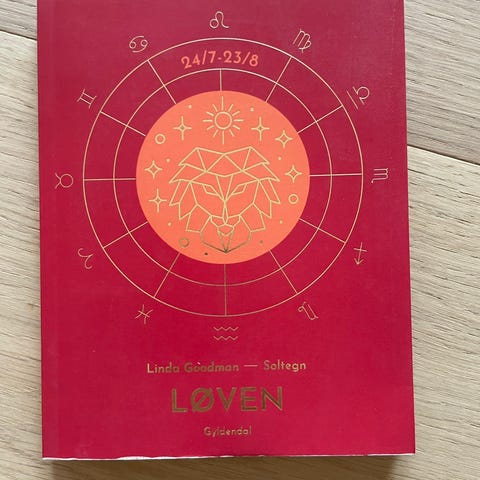 24/7-23/8
Linda Goodman — Soltegn
LØVEN
Gyldendal